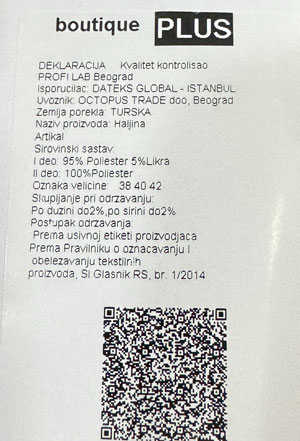 boutique PLUS
DEKLARACIJA Kvalitet kontrolisao
PROFI LAB Beograd
Isporucilac: DATEKS GLOBAL - ISTANBUL
Uvoznik: OCTOPUS TRADE doo, Beograd
Zemlja porekla: TURSKA
Naziv proizvoda: Haljina
Artikal
Sirovinski sastav:
I deo: 95% Poliester 5%Likra
II deo: 100%Poliester
Oznaka velicine: 38 40 42
Skupljanje pri odrzavanju:
Po duzini do2%,po sirini do2%
Postupak odrzavanja:
Prema usivnoj etiketi proizvodjaca
Prema Pravilniku o oznacavanju I
obelezavanju tekstilnih
proizvoda, Sl.Glasnik RS, br. 1/2014